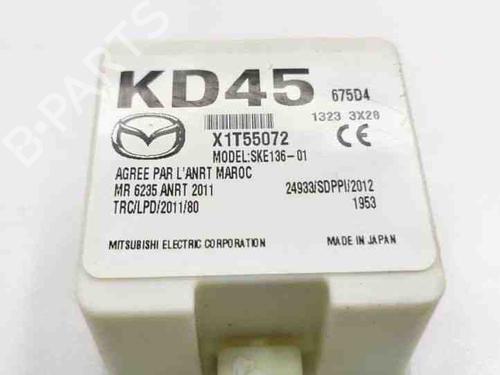 B-PARTS
KD45 675D4
1323 3X28
X1T55072
MODEL:SKE136-01
AGREE PAR L'ANRT MAROC
MR 6235 ANRT 2011 24933/SDPPI/2012
TRC/LPD/2011/80 1953
MITSUBISHI ELECTRIC CORPORATION MADE IN JAPAN